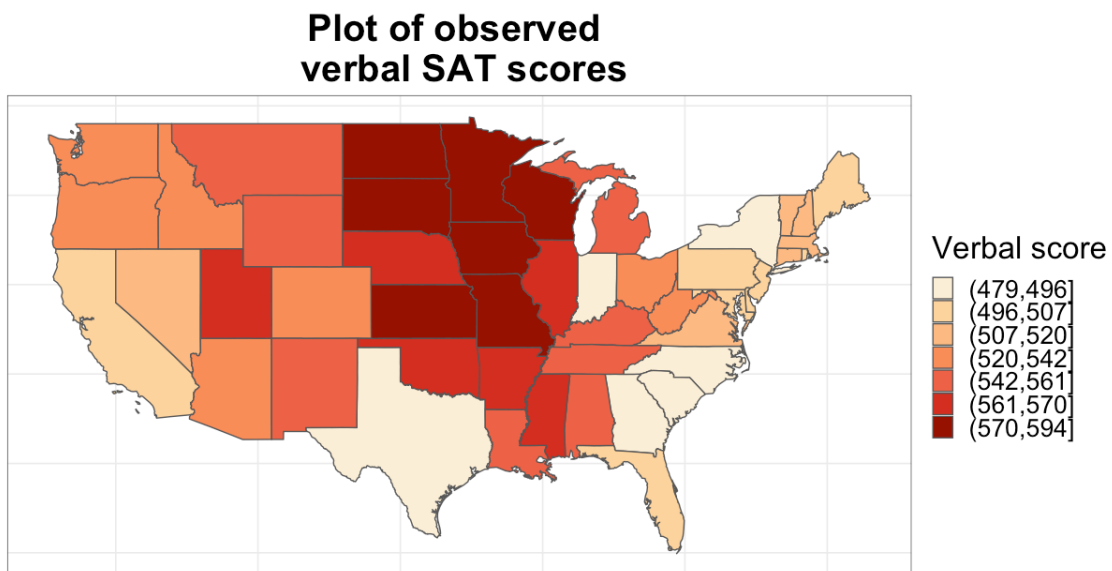 Plot of observed
verbal SAT scores
Verbal score
(479,496]
(496,507]
(507,520]
(520,542]
(542,561]
(561,570]
(570,594]